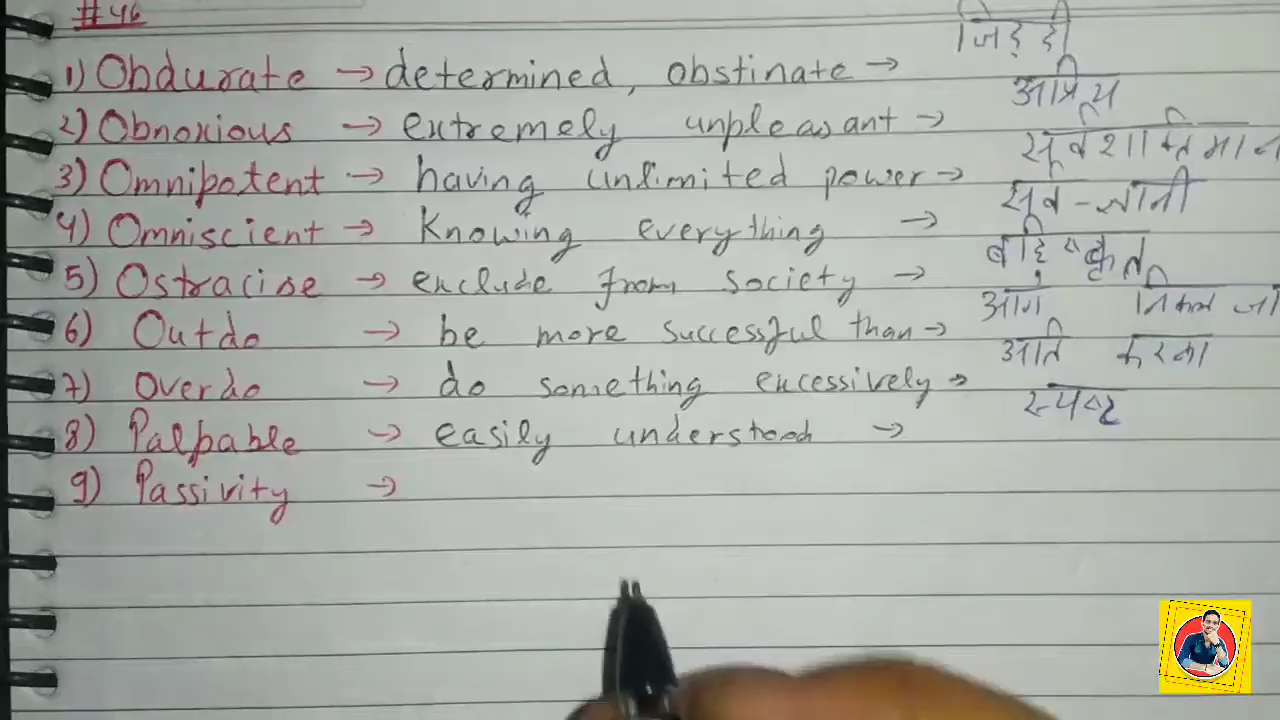 #46
1) Obdurate → determined, obstinate → जिद्दी
2) Obnoxious → extremely unpleasant → अप्रिय
3) Omnipotent → having unlimited power → सर्वशक्तिमान
4) Omniscient → Knowing everything → सर्व-ज्ञानी
5) Ostracise → exclude from society → बहिष्कृत
6) Outdo → be more successful than → आगे निकल जा
7) Overdo → do something excessively → अति करना
8) Palpable → easily understood → स्पष्ट
9) Passivity →